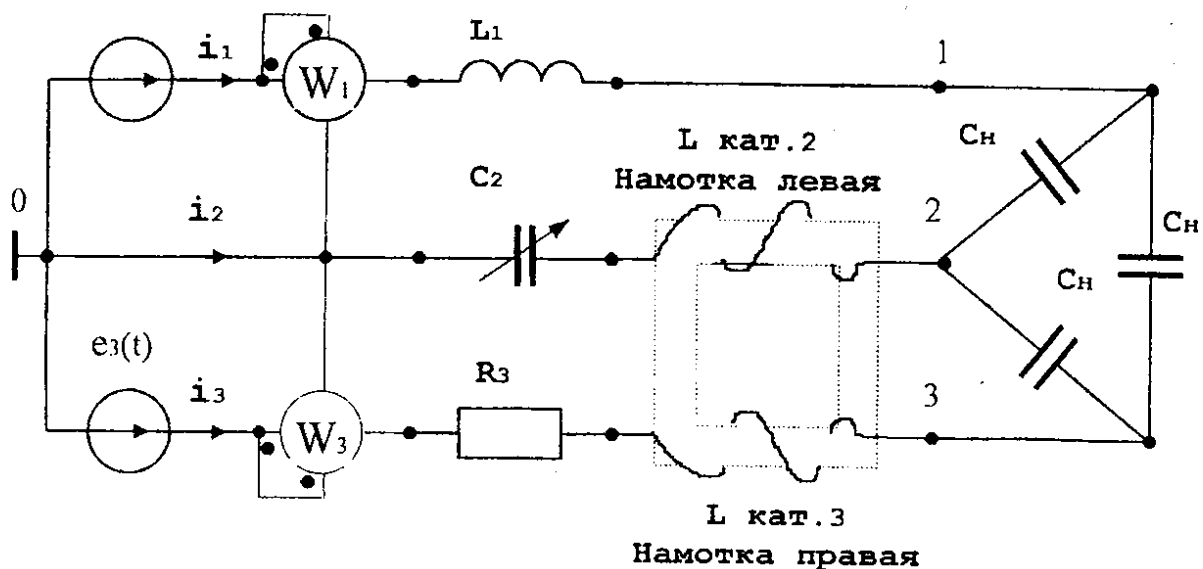 i1
W1
L1
1
L кат.2
Намотка левая
Cн
C2
2
0
i2
Cн
Cн
e3(t)
i3
W3
R3
3
L кат.3
Намотка правая